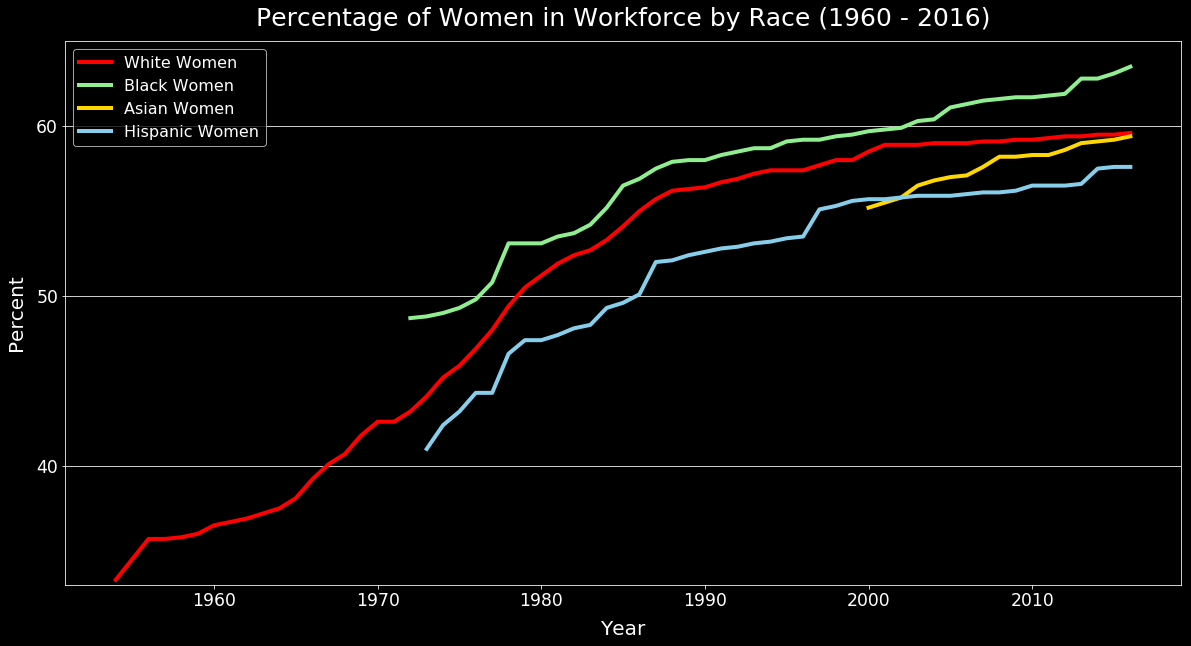 Percentage of Women in Workforce by Race (1960 - 2016)
White Women
Black Women
Asian Women
Hispanic Women
60
50
40
Percent
1960 1970 1980 1990 2000 2010
Year